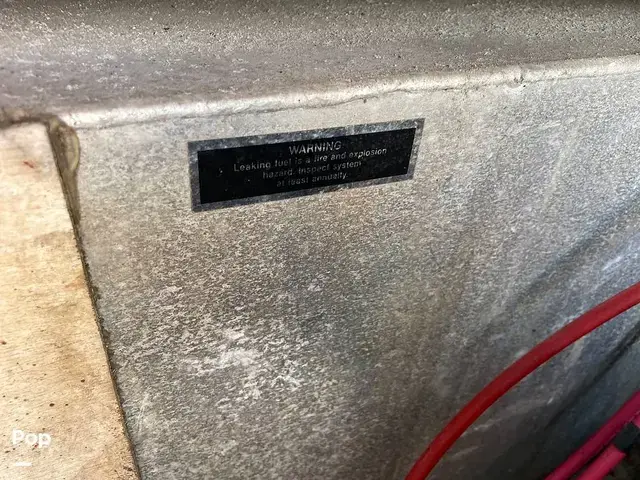 WARNING
Leaking fuel is a fire and explosion
hazard. Inspect system
at least annually.
Pop